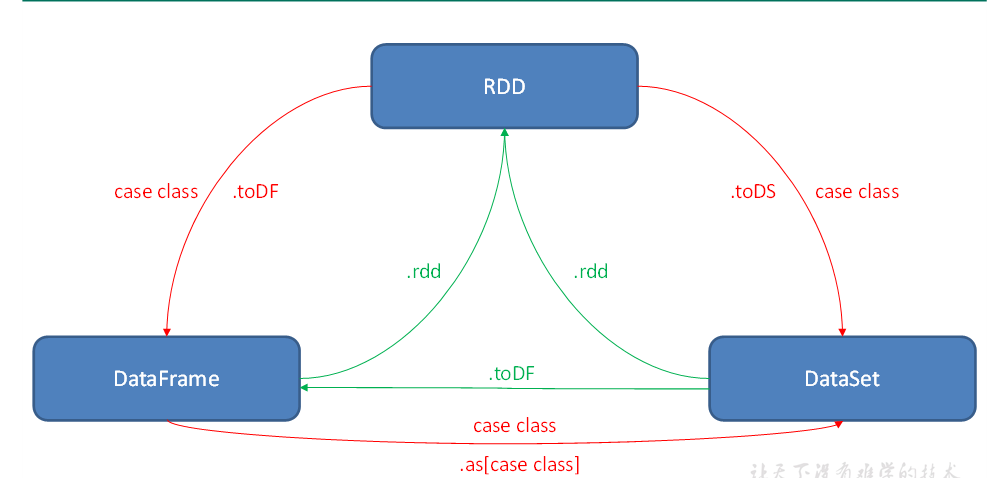 RDD
case class
.toDF
.toDS
case class
.rdd
.rdd
DataFrame
.toDF
DataSet
case class
.as[case class]
让天下没有难学的技术